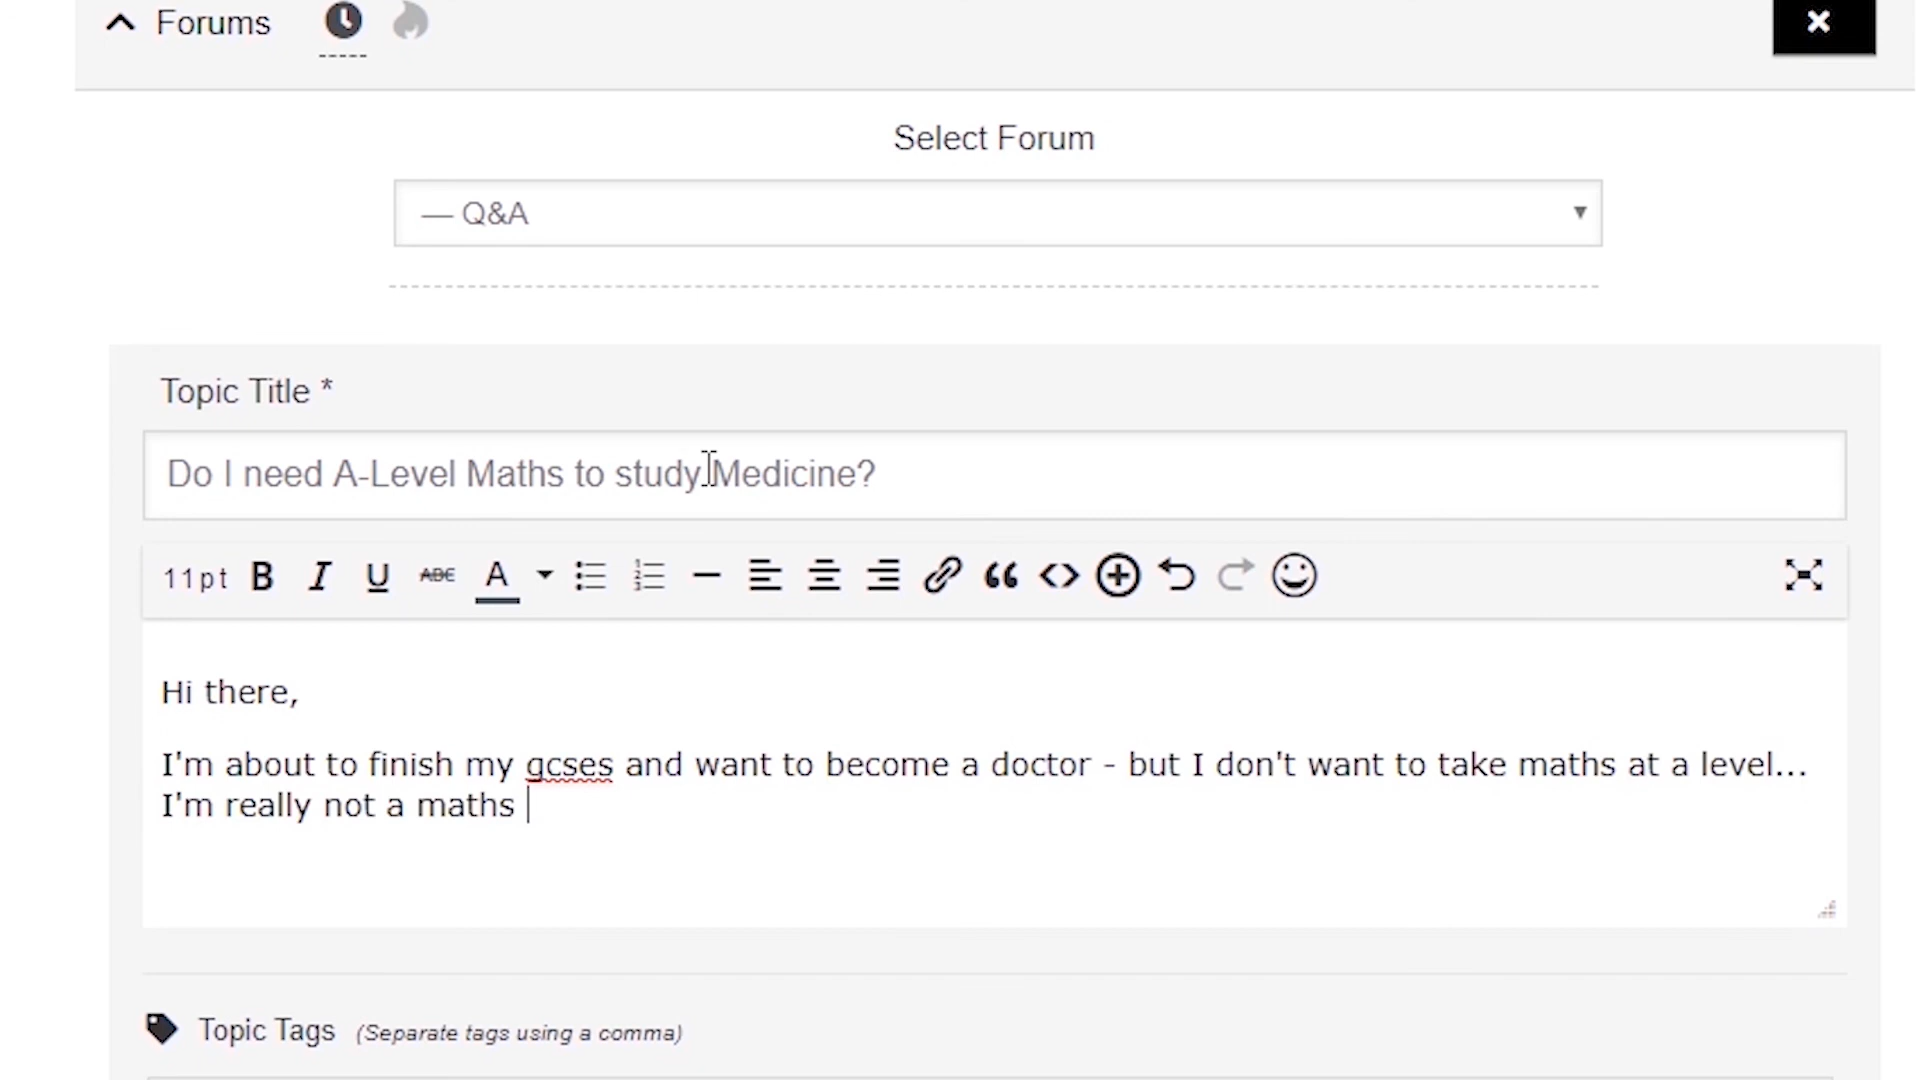 Forums
Select Forum
— Q&A
Topic Title *
Do I need A-Level Maths to study Medicine?
11pt B I U ABC A
Hi there,
I'm about to finish my gcses and want to become a doctor - but I don't want to take maths at a level...
I'm really not a maths
Topic Tags (Separate tags using a comma)